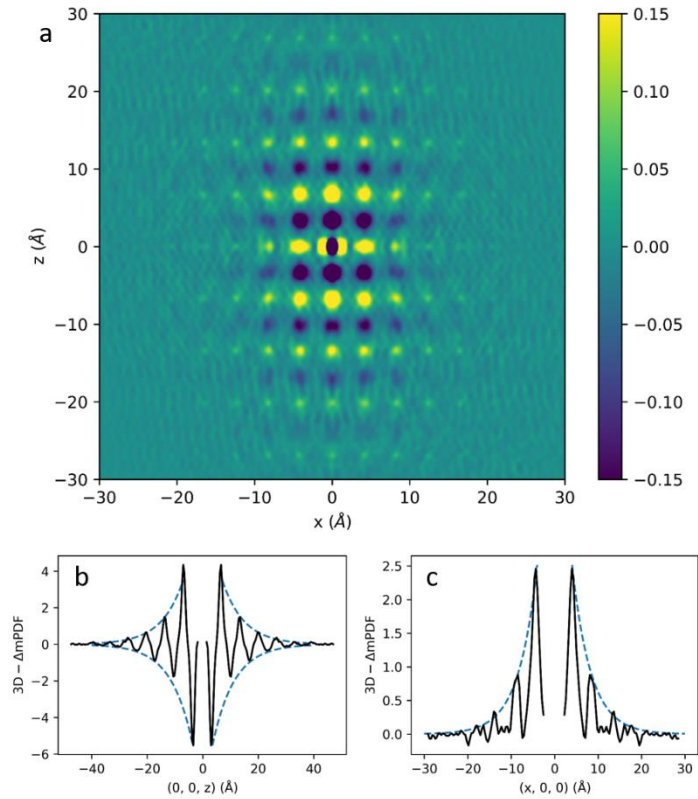 a
30
20
10
0
−10
−20
−30
z (Å)
−30 −20 −10 0 10 20 30
x (Å)
0.15
0.10
0.05
0.00
−0.05
−0.10
−0.15
b
4
2
0
−2
−4
−6
3D − ΔmPDF
−40 −20 0 20 40
(0, 0, z) (Å)
c
2.5
2.0
1.5
1.0
0.5
0.0
3D − ΔmPDF
−30 −20 −10 0 10 20 30
(x, 0, 0) (Å)